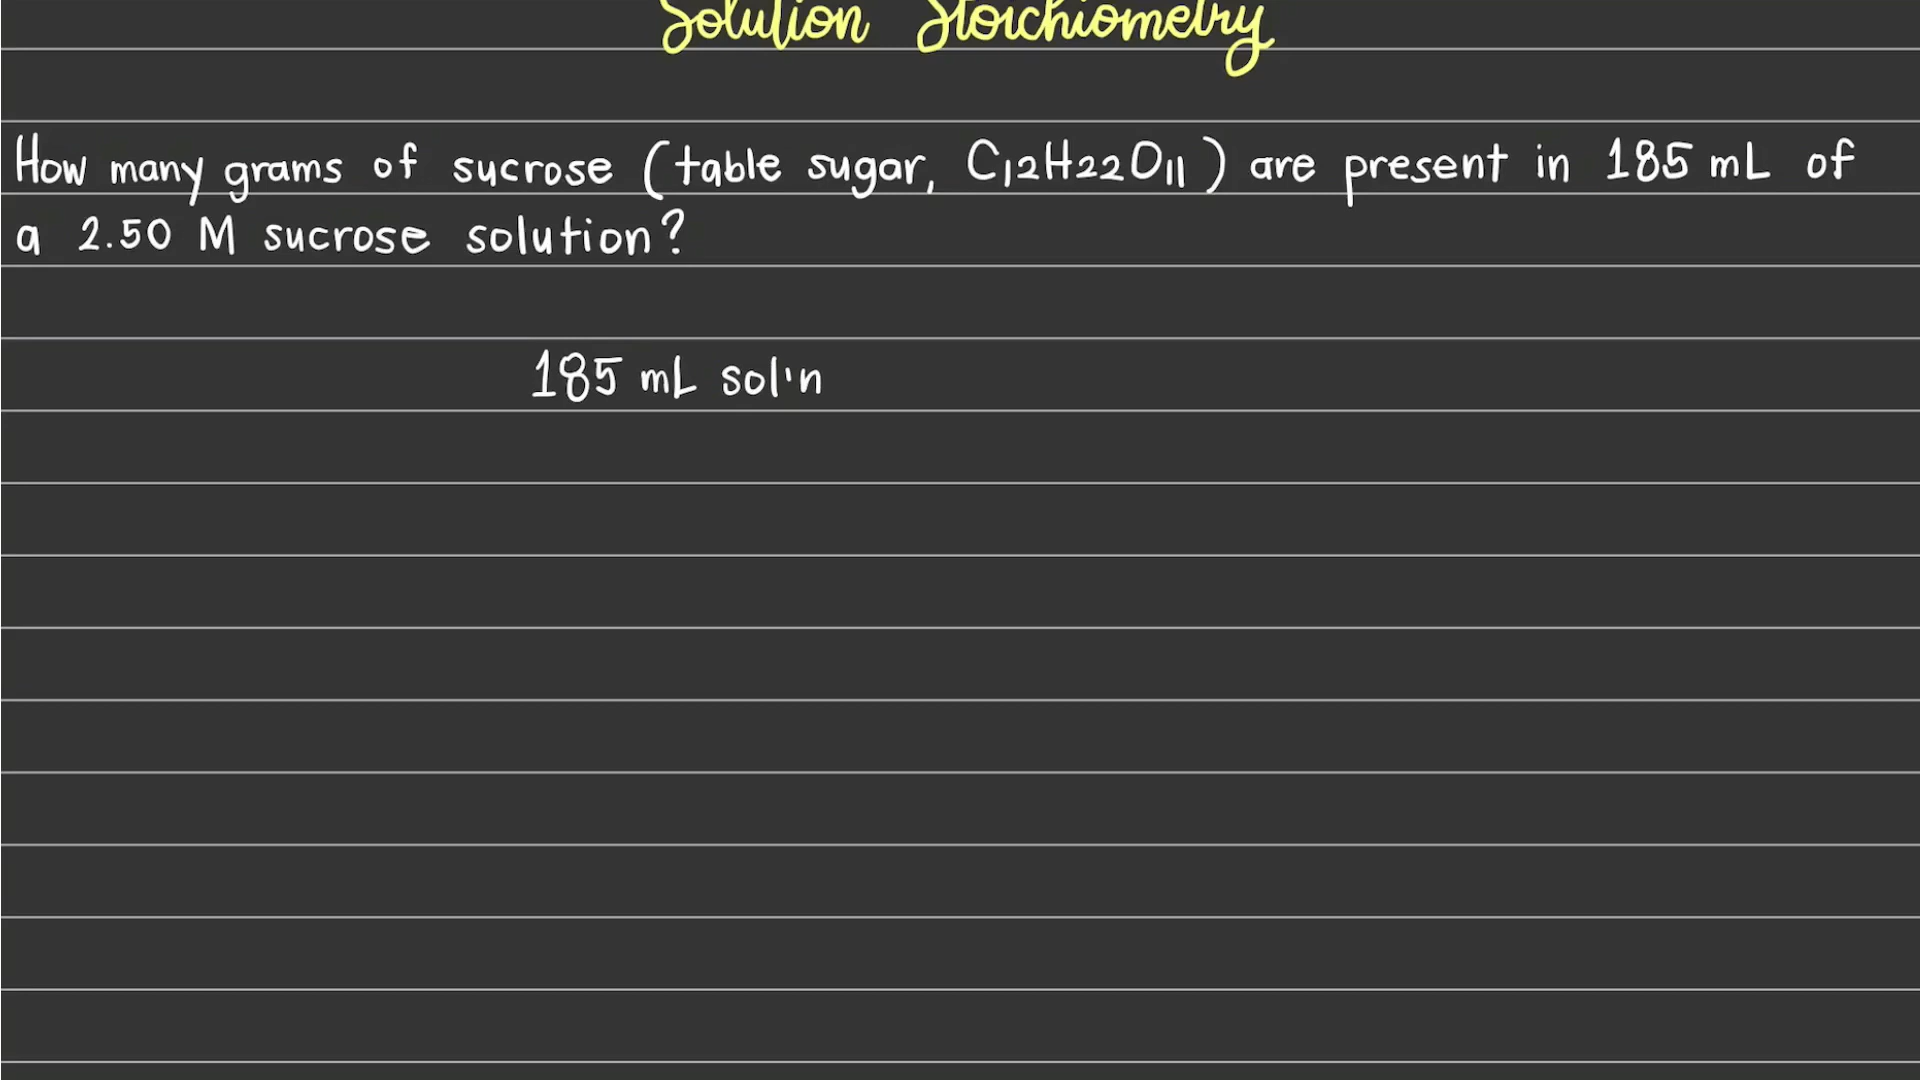 Solution Stoichiometry
How many grams of sucrose (table sugar, C12H22O11) are present in 185 mL of
a 2.50 M sucrose solution?
185 mL sol'n